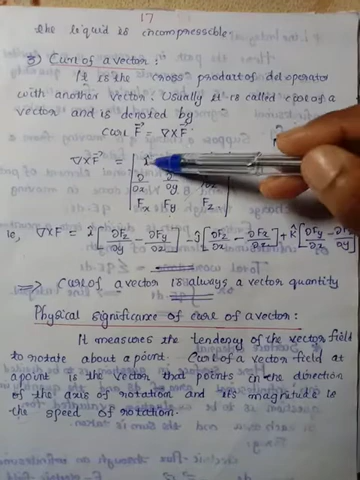 17
the liquid is incompressible.
3) Curl of a vector :-
It is the cross product of del operator
with another vector. Usually it is called curl of a
vector and is denoted by
Curl F⃗ = ∇×F
∇×F = | î
∂/∂x ∂/∂y ∂/∂z
Fx Fy Fz |
ie, ∇×F = î [∂Fz/∂y − ∂Fy/∂z] − ĵ [∂Fz/∂x − ∂Fx/∂z] + k̂ [∂Fy/∂x − ∂Fx/∂y]
⇒ Curl of a vector is always a vector quantity
Physical significance of curl of a vector :
It measures the tendency of the vector field
to rotate about a point. Curl of a vector field at
a point is the vector that points in the direction
of the axis of rotation and its magnitude is
the speed of rotation.